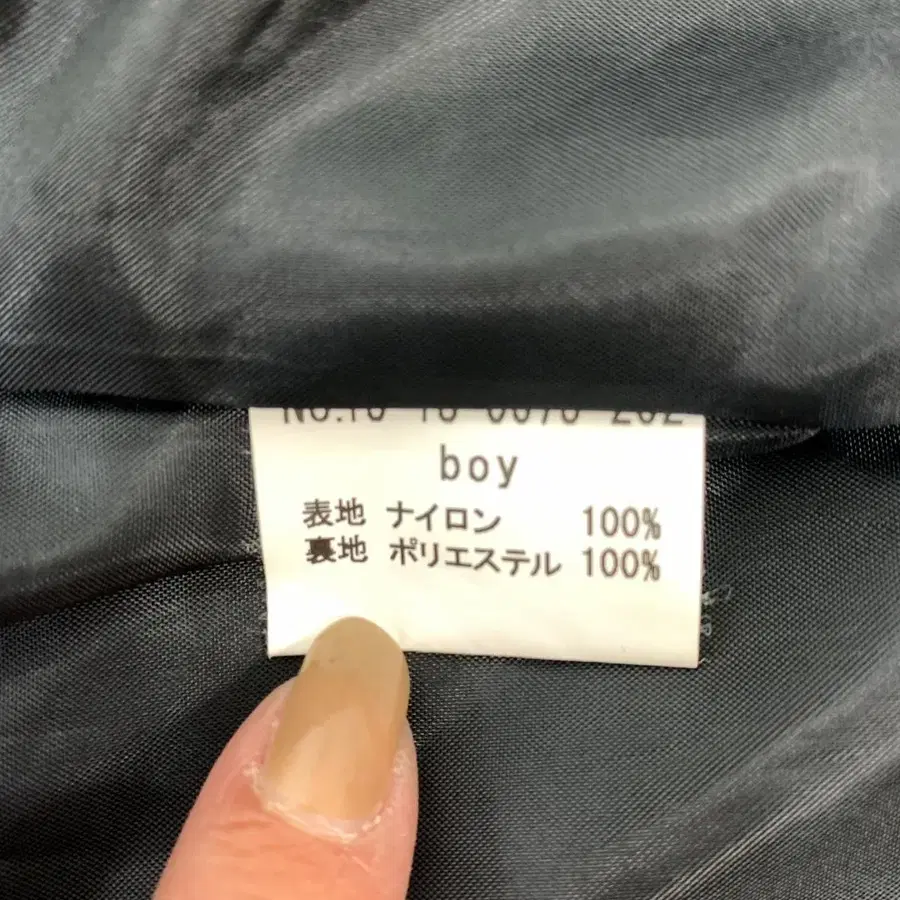 boy
表地 ナイロン 100%
裏地 ポリエステル 100%